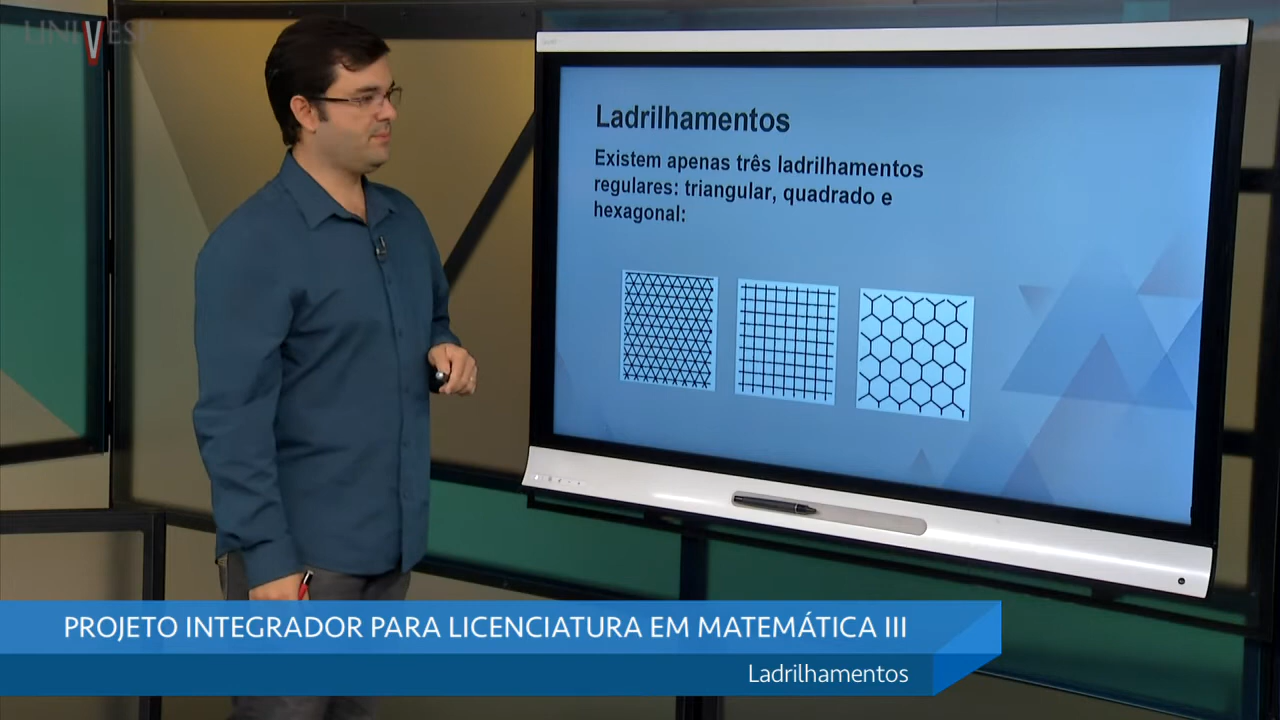 UNIVESP
Ladrilhamentos
Existem apenas três ladrilhamentos
regulares: triangular, quadrado e
hexagonal:
PROJETO INTEGRADOR PARA LICENCIATURA EM MATEMÁTICA III
Ladrilhamentos